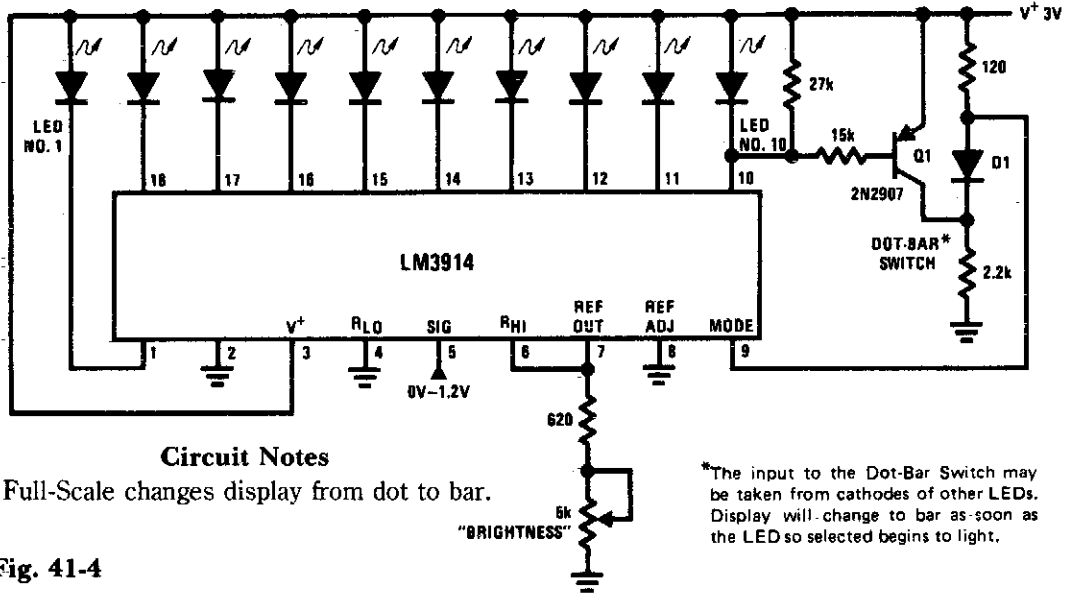 V⁺ 3V
120
27k
LED
NO. 1
LED
NO. 10
15k
Q1
D1
2N2907
18 17 16 15 14 13 12 11 10
DOT-BAR*
SWITCH
2.2k
LM3914
V⁺ RLO SIG RHI REF OUT REF ADJ MODE
1 2 3 4 5 6 7 8 9
0V–1.2V
620
5k
"BRIGHTNESS"
Circuit Notes
Full-Scale changes display from dot to bar.
*The input to the Dot-Bar Switch may
be taken from cathodes of other LEDs.
Display will change to bar as soon as
the LED so selected begins to light.
Fig. 41-4